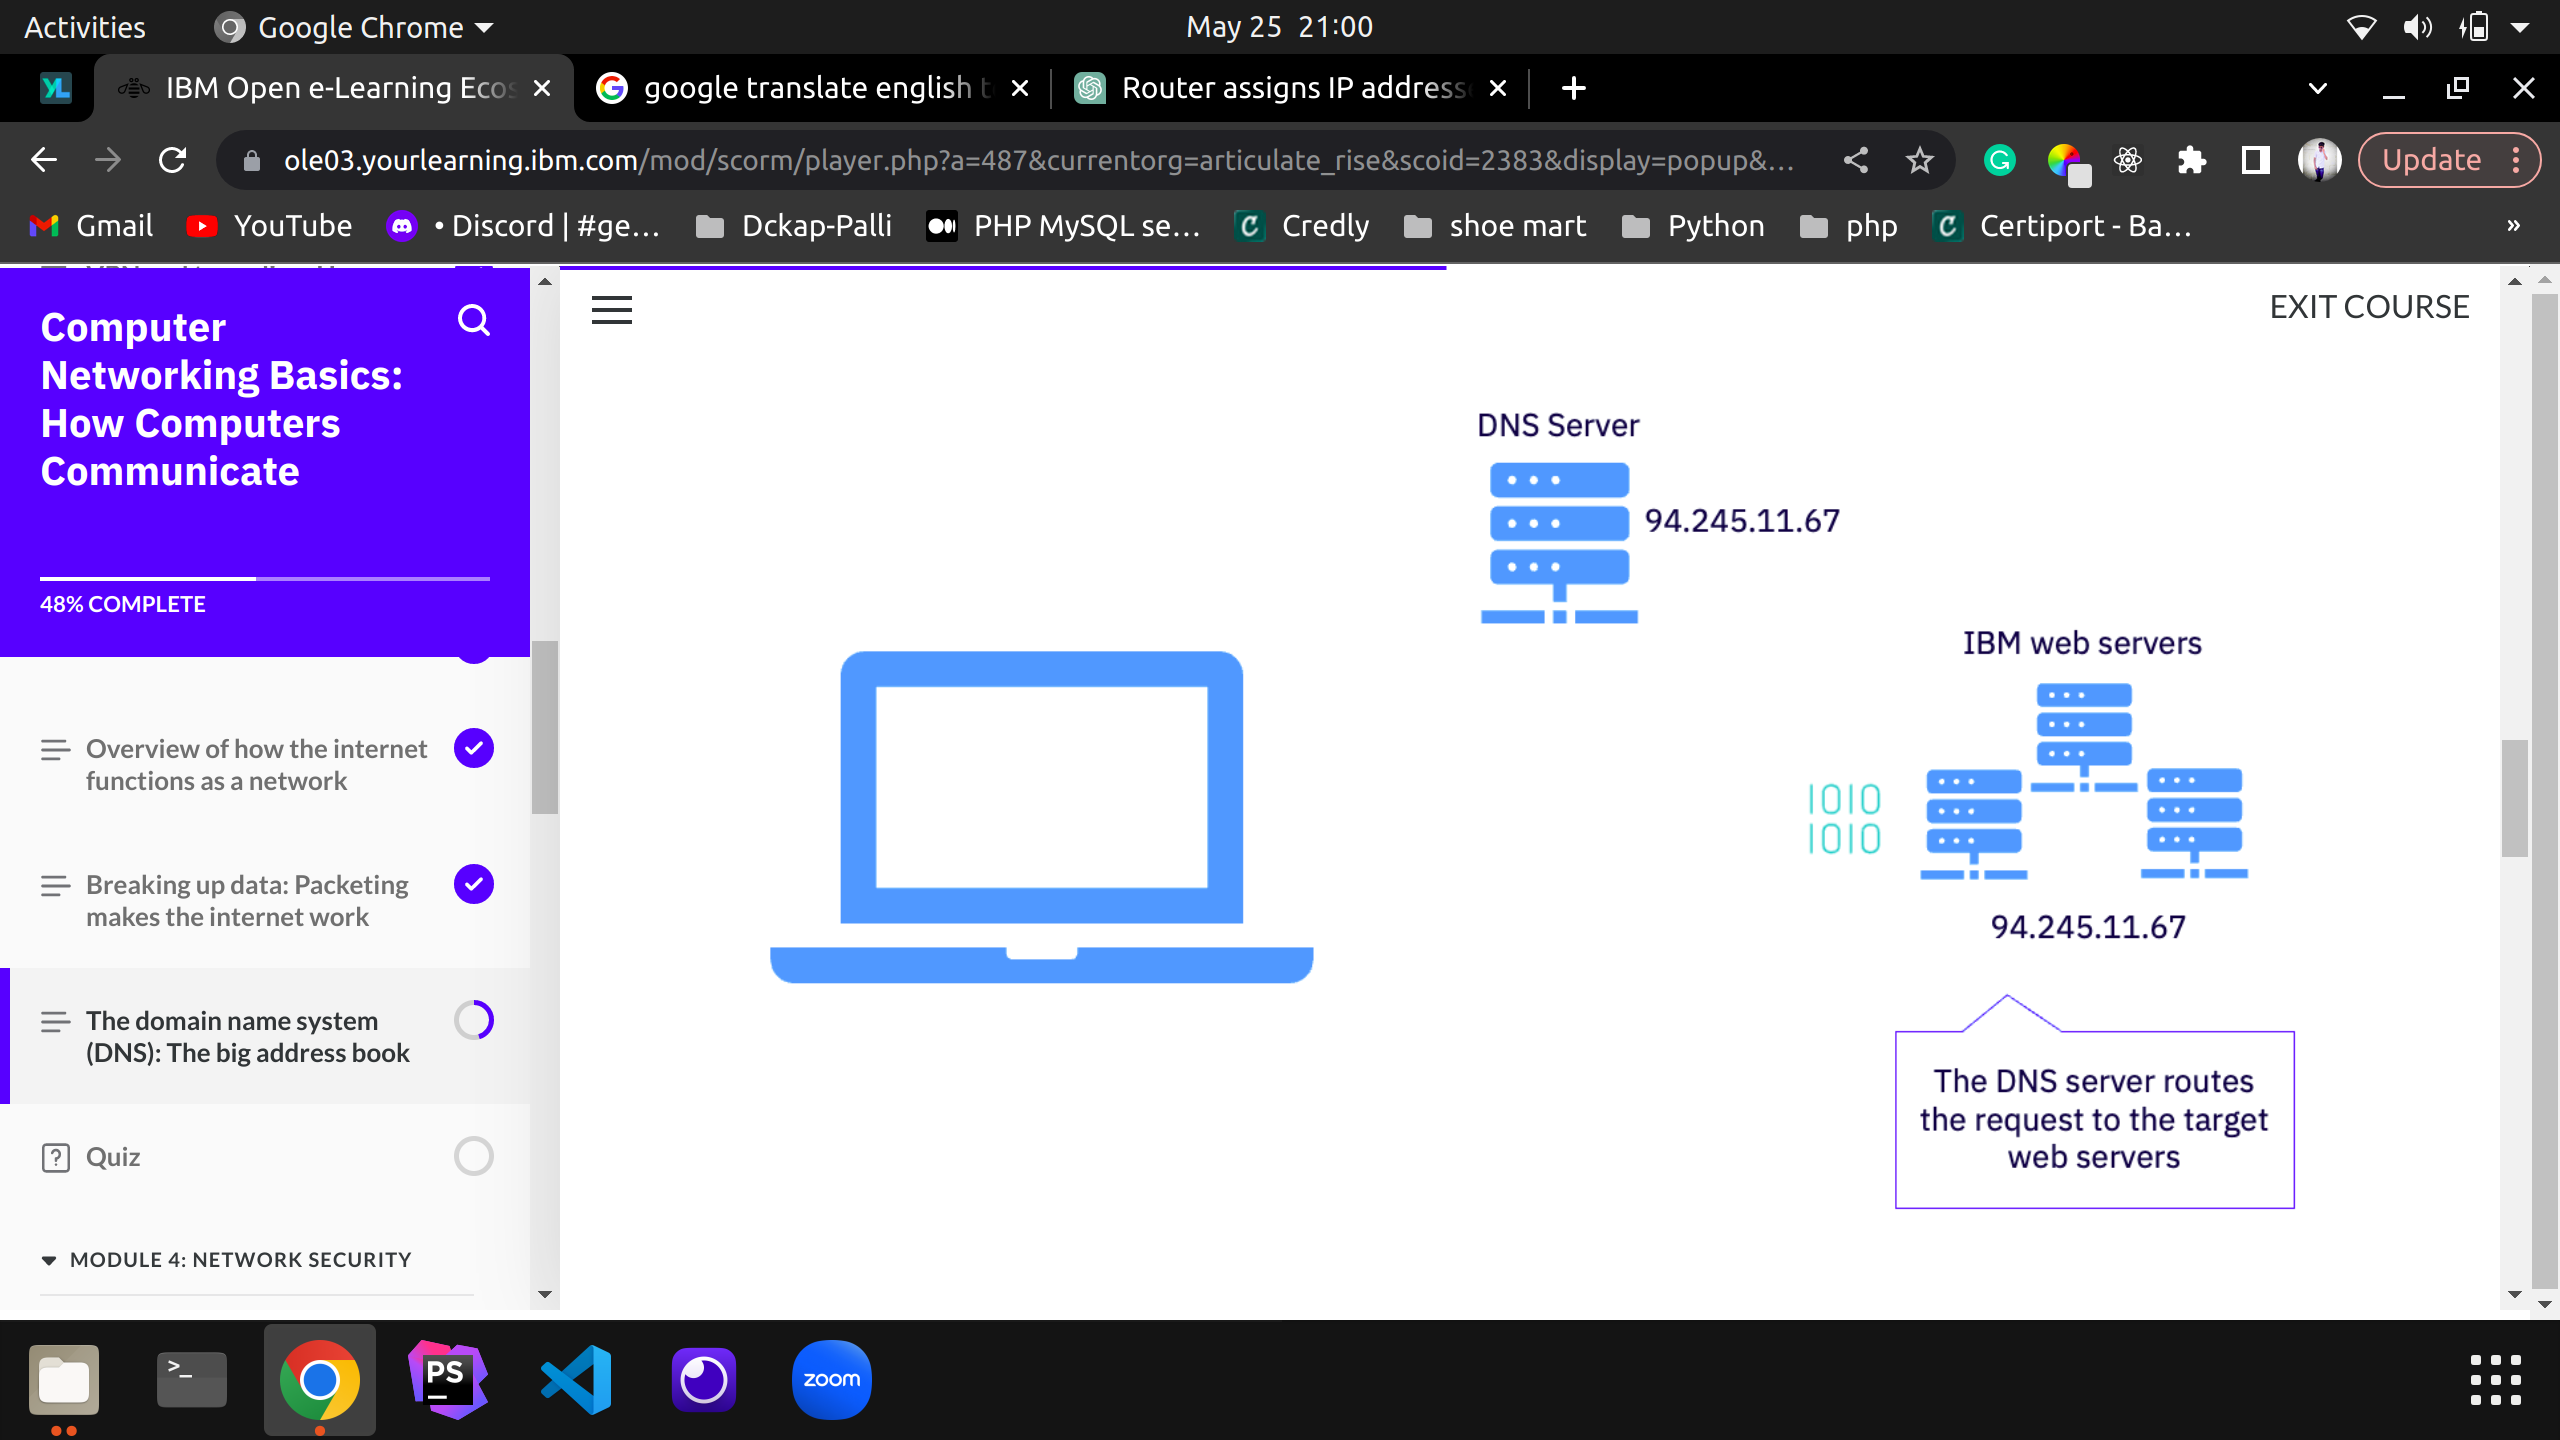 Activities
Google Chrome
May 25 21:00
IBM Open e-Learning Ecos
google translate english t
Router assigns IP addresse
ole03.yourlearning.ibm.com/mod/scorm/player.php?a=487&currentorg=articulate_rise&scoid=2383&display=popup&...
Update
Gmail
YouTube
• Discord | #ge...
Dckap-Palli
PHP MySQL se...
Credly
shoe mart
Python
php
Certiport - Ba...
»
Computer
Networking Basics:
How Computers
Communicate
48% COMPLETE
Overview of how the internet
functions as a network
Breaking up data: Packeting
makes the internet work
The domain name system
(DNS): The big address book
Quiz
MODULE 4: NETWORK SECURITY
EXIT COURSE
DNS Server
94.245.11.67
IBM web servers
1010
1010
94.245.11.67
The DNS server routes
the request to the target
web servers
PS
zoom